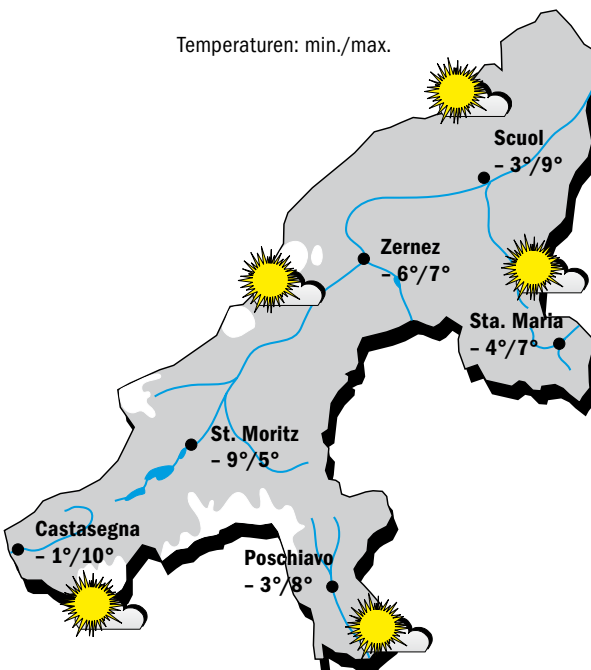 Temperaturen: min./max.
Scuol
– 3°/9°
Zernez
– 6°/7°
Sta. Maria
– 4°/7°
St. Moritz
– 9°/5°
Castasegna
– 1°/10°
Poschiavo
– 3°/8°